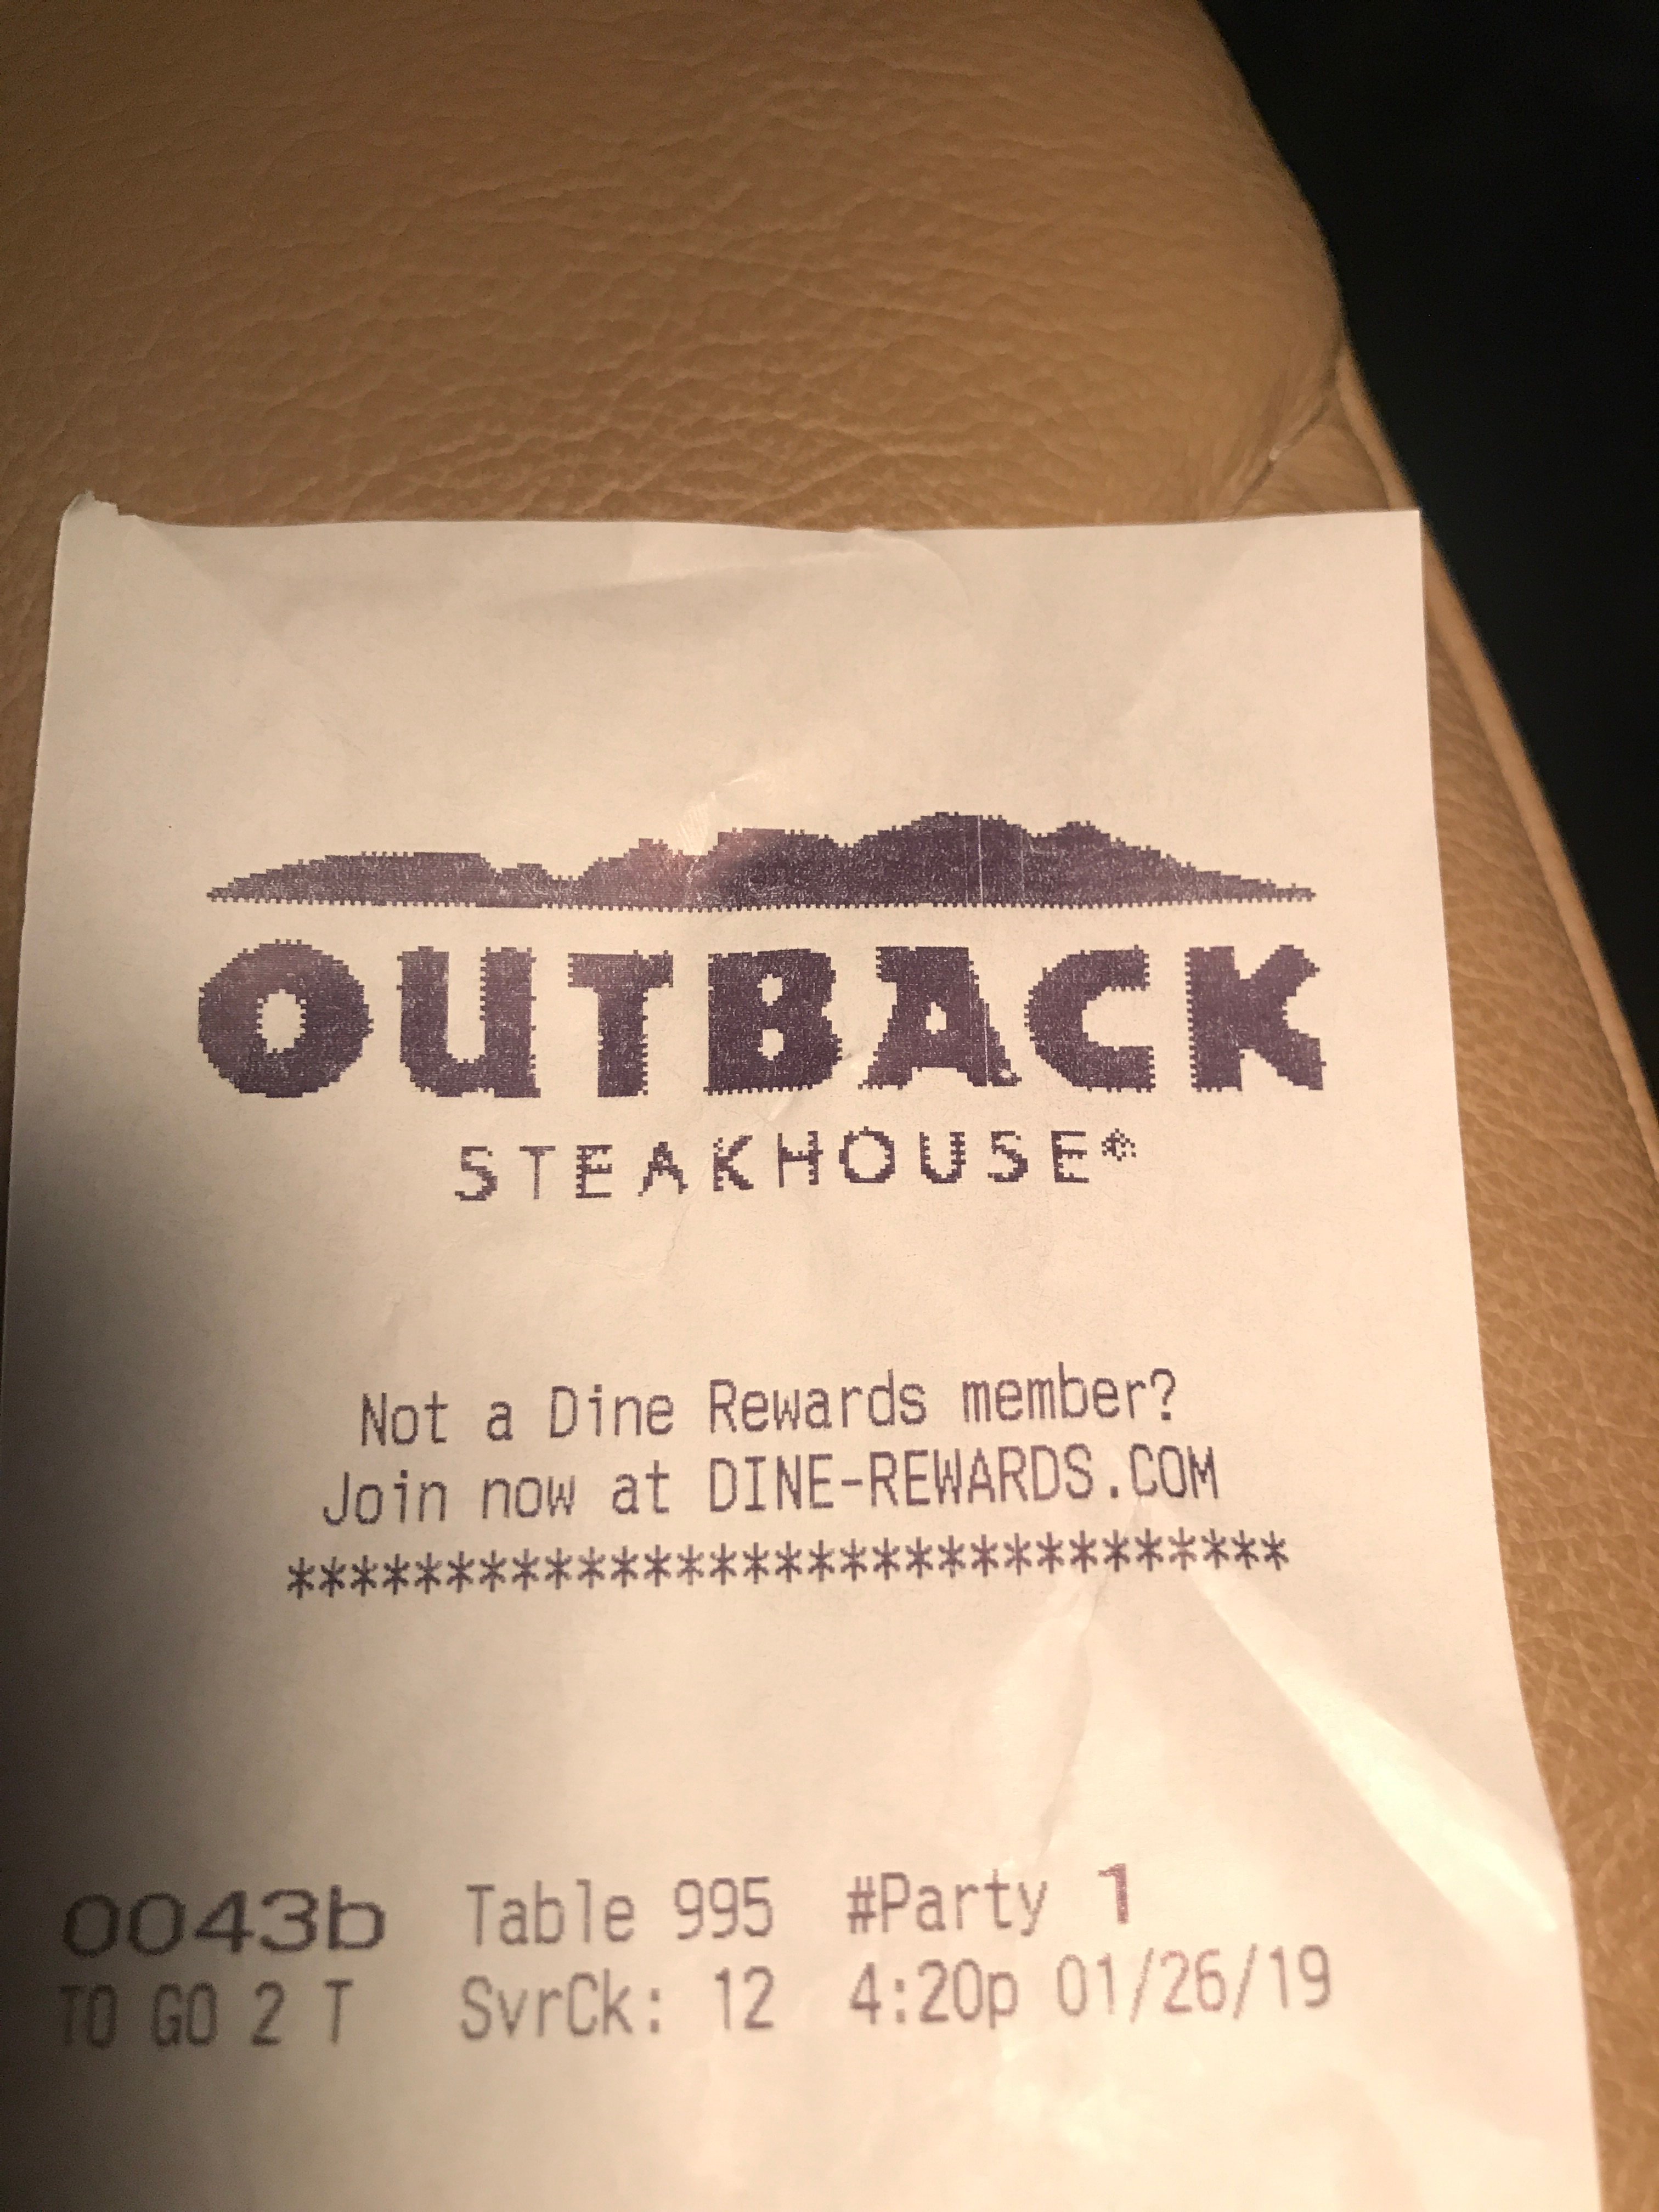 OUTBACK
STEAKHOUSE®
Not a Dine Rewards member?
Join now at DINE-REWARDS.COM
*******************************
0043b Table 995 #Party 1
TO GO 2 T SvrCk: 12 4:20p 01/26/19